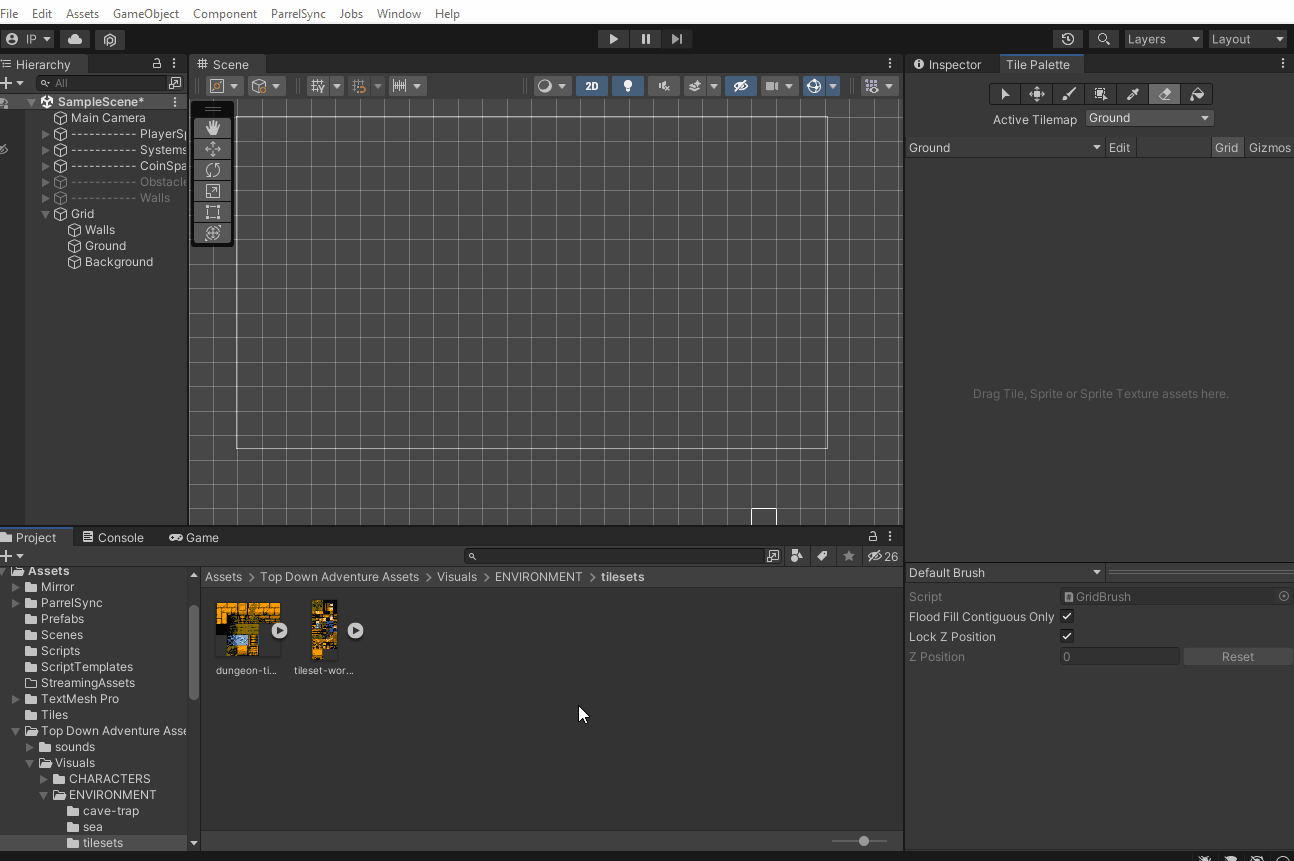 File Edit Assets GameObject Component ParrelSync Jobs Window Help
IP Layers Layout
Hierarchy
All
SampleScene*
Main Camera
----------- PlayerSp
----------- Systems
----------- CoinSpa
----------- Obstacle
----------- Walls
Grid
Walls
Ground
Background
Scene
2D
Inspector Tile Palette
Active Tilemap Ground
Ground Edit Grid Gizmos
Drag Tile, Sprite or Sprite Texture assets here.
Default Brush
Script GridBrush
Flood Fill Contiguous Only
Lock Z Position
Z Position 0 Reset
Project Console Game
26
Assets
Mirror
ParrelSync
Prefabs
Scenes
Scripts
ScriptTemplates
StreamingAssets
TextMesh Pro
Tiles
Top Down Adventure Asse
sounds
Visuals
CHARACTERS
ENVIRONMENT
cave-trap
sea
tilesets
Assets > Top Down Adventure Assets > Visuals > ENVIRONMENT > tilesets
dungeon-ti... tileset-wor...